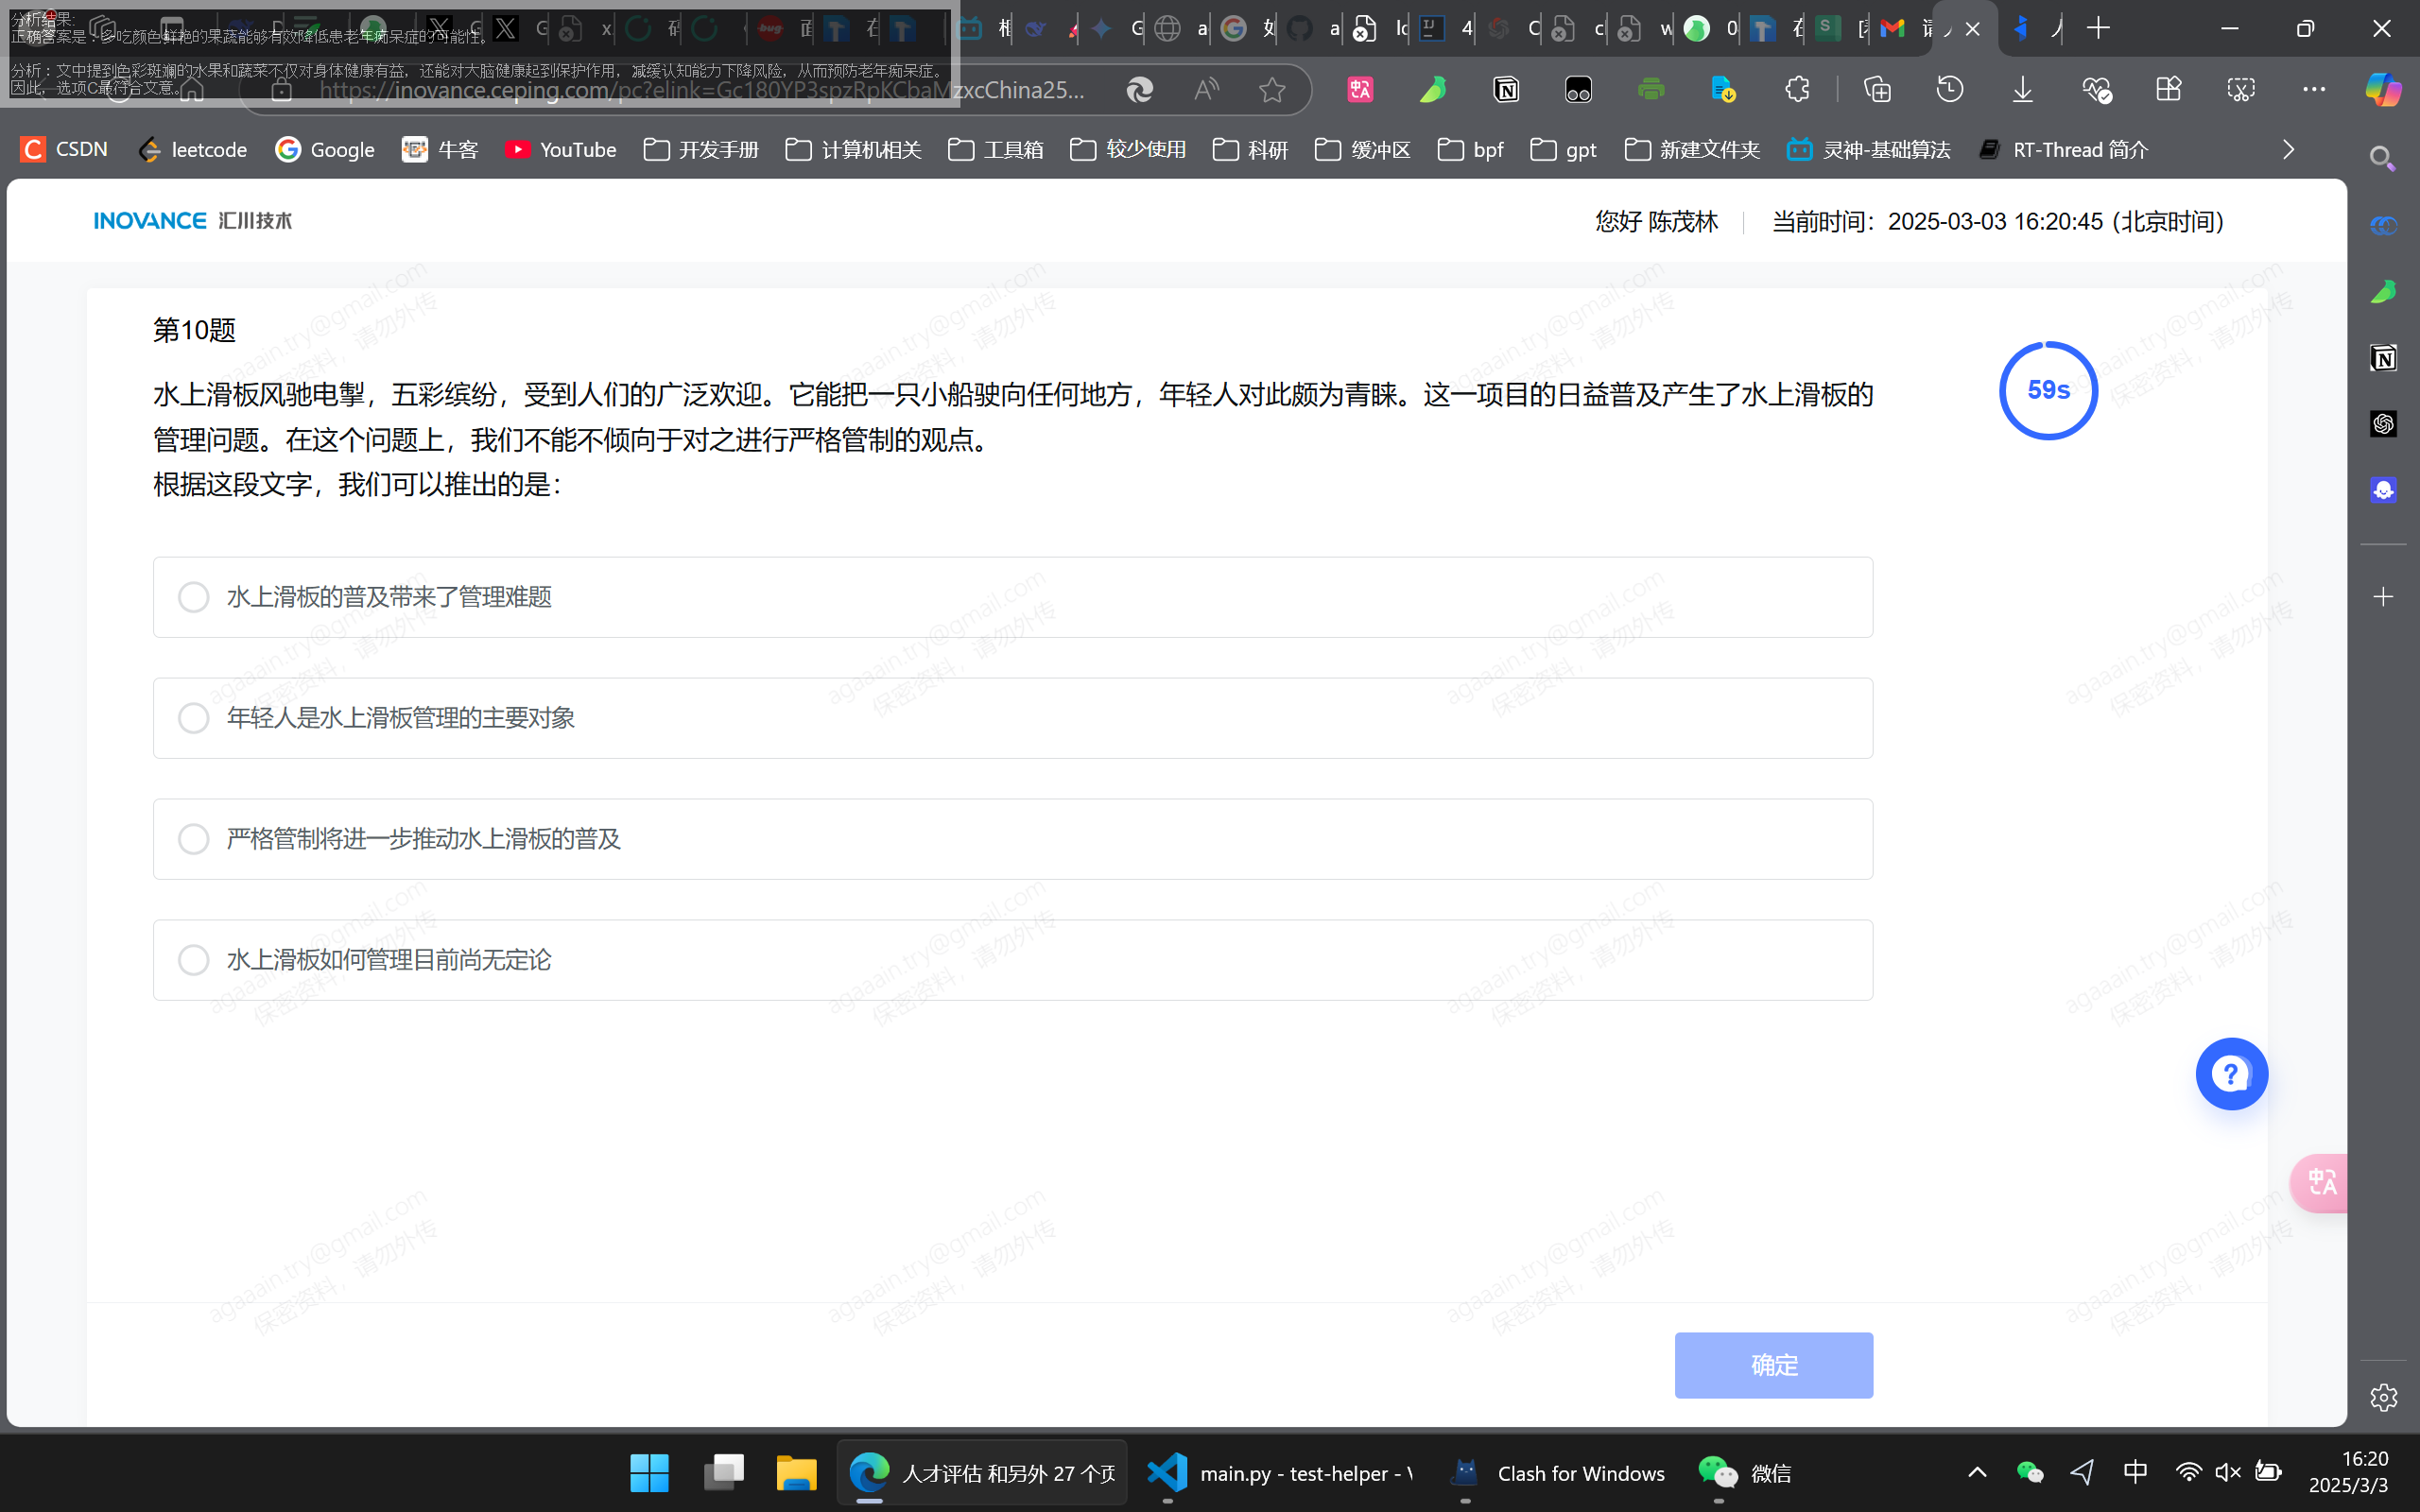 分析结果:
正确答案是：多吃颜色鲜艳的果蔬能够有效降低患老年痴呆症的可能性。
分析：文中提到色彩斑斓的水果和蔬菜不仅对身体健康有益，还能对大脑健康起到保护作用，减缓认知能力下降风险，从而预防老年痴呆症。
因此，选项C最符合文意。
https://inovance.ceping.com/pc?elink=Gc180YP3spzRpKCbaMzxcChina25...
CSDN leetcode Google 牛客 YouTube 开发手册 计算机相关 工具箱 较少使用 科研 缓冲区 bpf gpt 新建文件夹 灵神-基础算法 RT-Thread 简介
INOVANCE 汇川技术
您好 陈茂林 当前时间：2025-03-03 16:20:45 (北京时间)
第10题
59s
水上滑板风驰电掣，五彩缤纷，受到人们的广泛欢迎。它能把一只小船驶向任何地方，年轻人对此颇为青睐。这一项目的日益普及产生了水上滑板的
管理问题。在这个问题上，我们不能不倾向于对之进行严格管制的观点。
根据这段文字，我们可以推出的是：
水上滑板的普及带来了管理难题
年轻人是水上滑板管理的主要对象
严格管制将进一步推动水上滑板的普及
水上滑板如何管理目前尚无定论
agaaain.try@gmail.com
保密资料，请勿外传
确定
人才评估 和另外 27 个页
main.py - test-helper - V
Clash for Windows
微信
中
16:20
2025/3/3